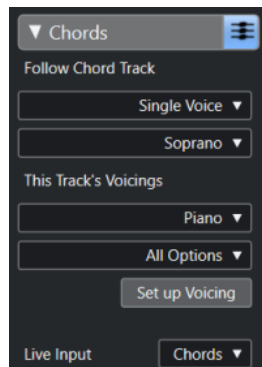 Chords
Follow Chord Track
Single Voice
Soprano
This Track's Voicings
Piano
All Options
Set up Voicing
Live Input Chords